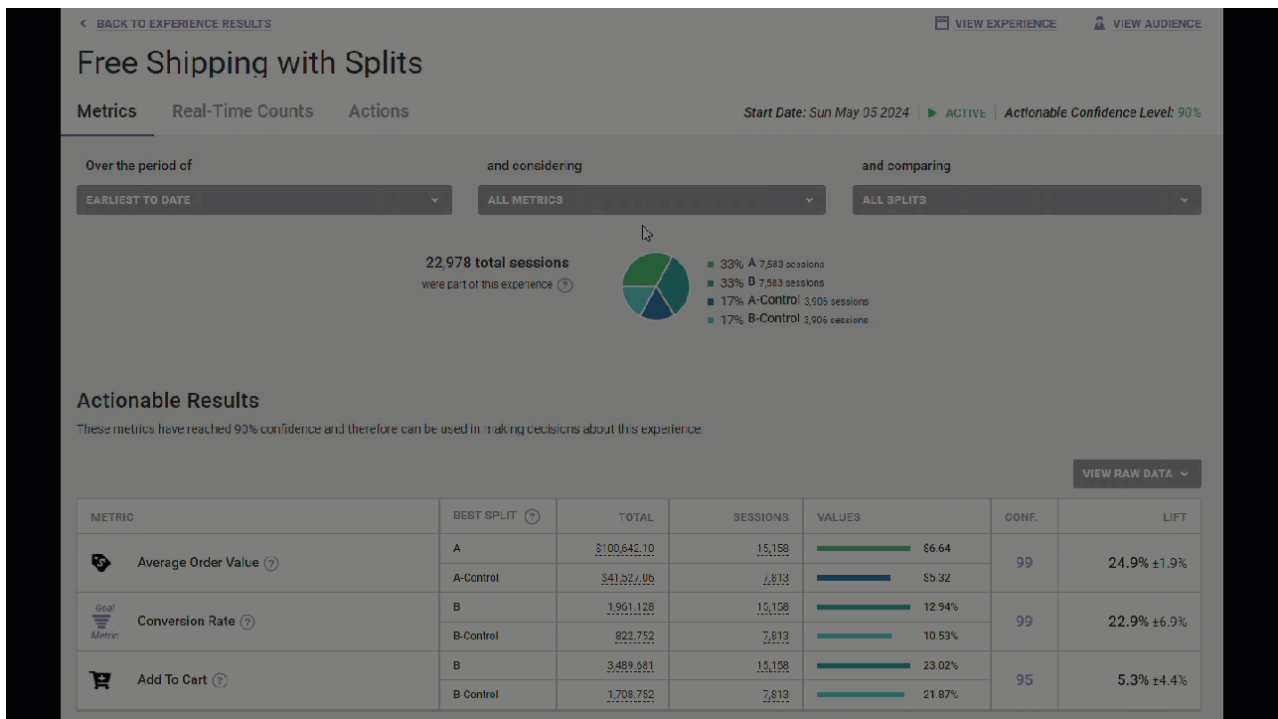 BACK TO EXPERIENCE RESULTS
VIEW EXPERIENCE
VIEW AUDIENCE
Free Shipping with Splits
Metrics
Real-Time Counts
Actions
Start Date: Sun May 05 2024
ACTIVE
Actionable Confidence Level: 90%
Over the period of
and considering
and comparing
EARLIEST TO DATE
ALL METRICS
ALL SPLITS
22,978 total sessions
were part of this experience ?
33% A 7,583 sessions
33% B 7,583 sessions
17% A-Control 3,906 sessions
17% B-Control 3,906 sessions
Actionable Results
These metrics have reached 90% confidence and therefore can be used in making decisions about this experience.
VIEW RAW DATA
METRIC BEST SPLIT ? TOTAL SESSIONS VALUES CONF. LIFT
Average Order Value ?
A $100,642.10 15,158 $6.64
A-Control $41,527.06 7,813 $5.32
99 24.9% ±1.9%
Goal
Metric
Conversion Rate ?
B 1,961.128 15,158 12.94%
B-Control 822.752 7,813 10.53%
99 22.9% ±6.9%
Add To Cart ?
B 3,489.681 15,158 23.02%
B Control 1,708.752 7,813 21.87%
95 5.3% ±4.4%